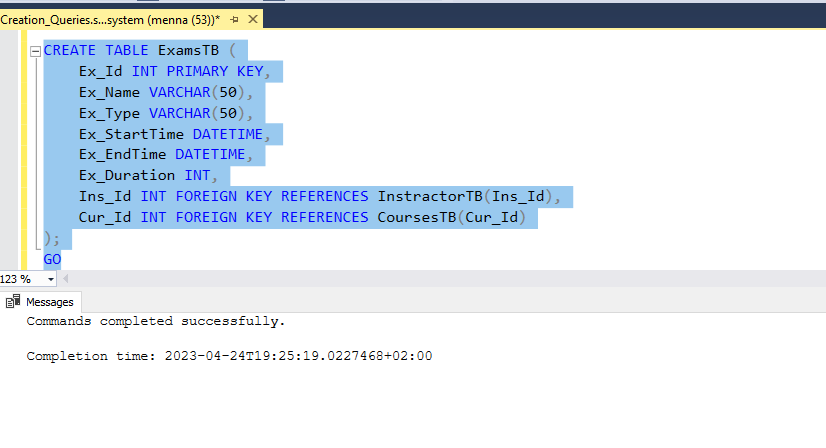 Creation_Queries.s...system (menna (53))*
CREATE TABLE ExamsTB (
Ex_Id INT PRIMARY KEY,
Ex_Name VARCHAR(50),
Ex_Type VARCHAR(50),
Ex_StartTime DATETIME,
Ex_EndTime DATETIME,
Ex_Duration INT,
Ins_Id INT FOREIGN KEY REFERENCES InstructorTB(Ins_Id),
Cur_Id INT FOREIGN KEY REFERENCES CoursesTB(Cur_Id)
);
GO
123 %
Messages
Commands completed successfully.
Completion time: 2023-04-24T19:25:19.0227468+02:00